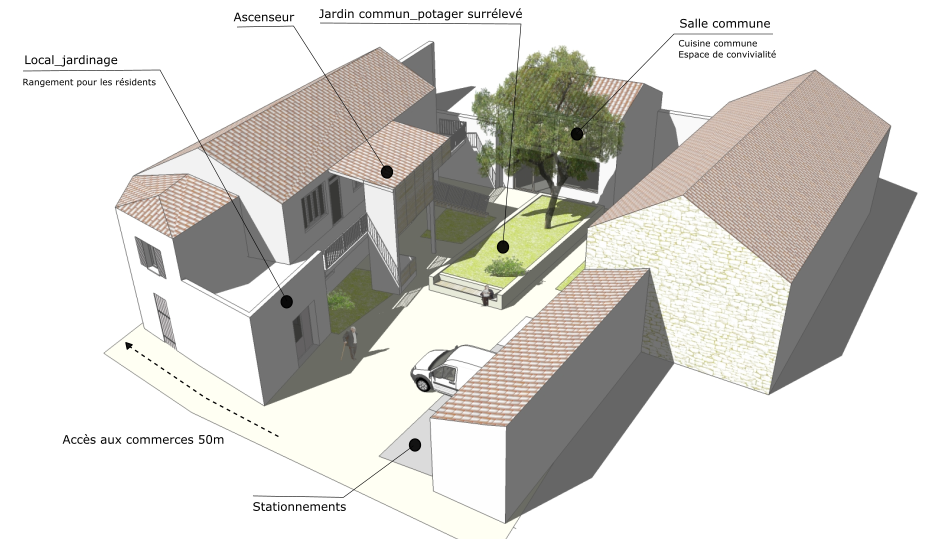 Ascenseur
Jardin commun_potager surrélevé
Salle commune
Cuisine commune
Espace de convivialité
Local_jardinage
Rangement pour les résidents
Accès aux commerces 50m
Stationnements